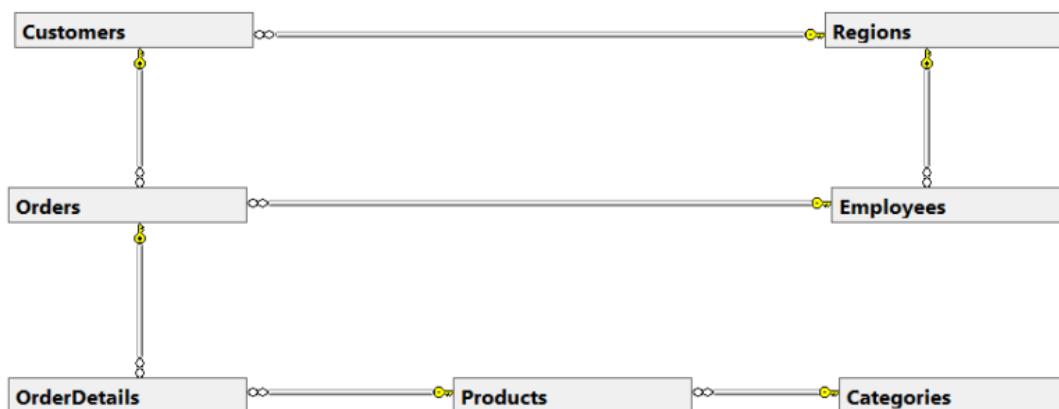 Customers
Regions
Orders
Employees
OrderDetails
Products
Categories